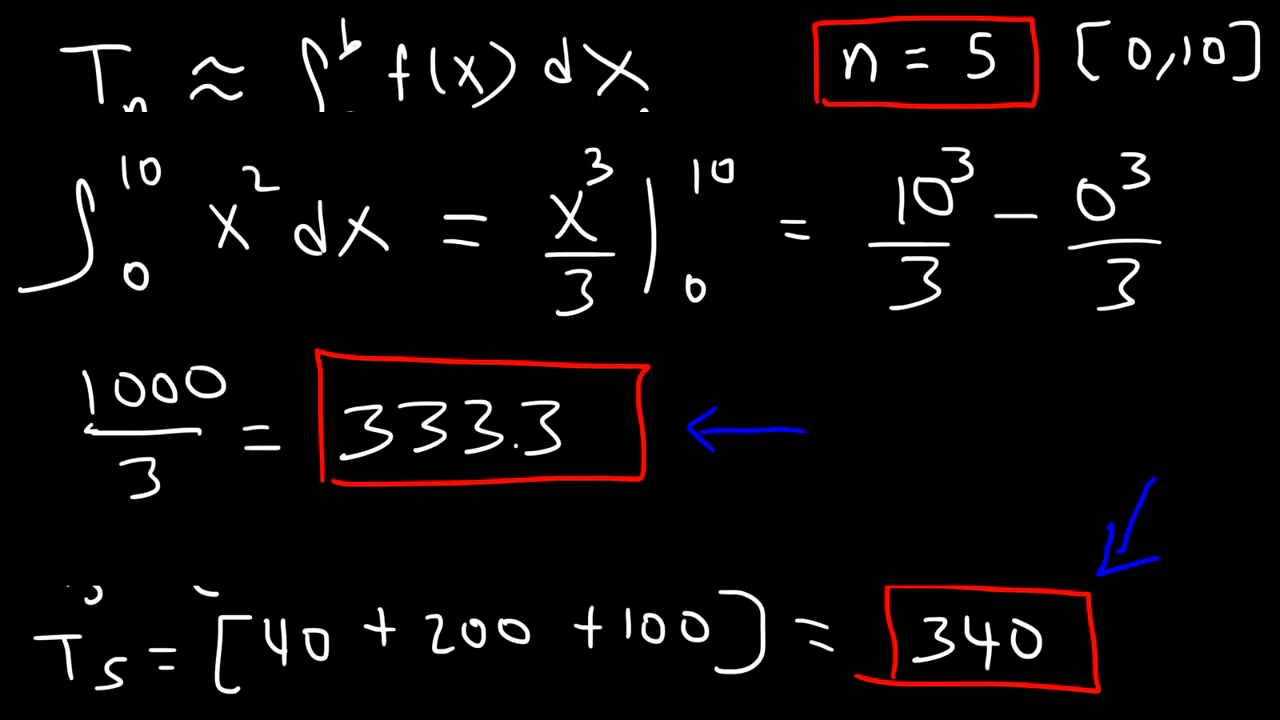 Tₙ ≈ ∫ᵇ f(x) dx n = 5 [0,10]
∫₀¹⁰ x² dx = x³/3 |₀¹⁰ = 10³/3 − 0³/3
1000/3 = 333.3 ←
T₅ = [40 + 200 + 100] = 340